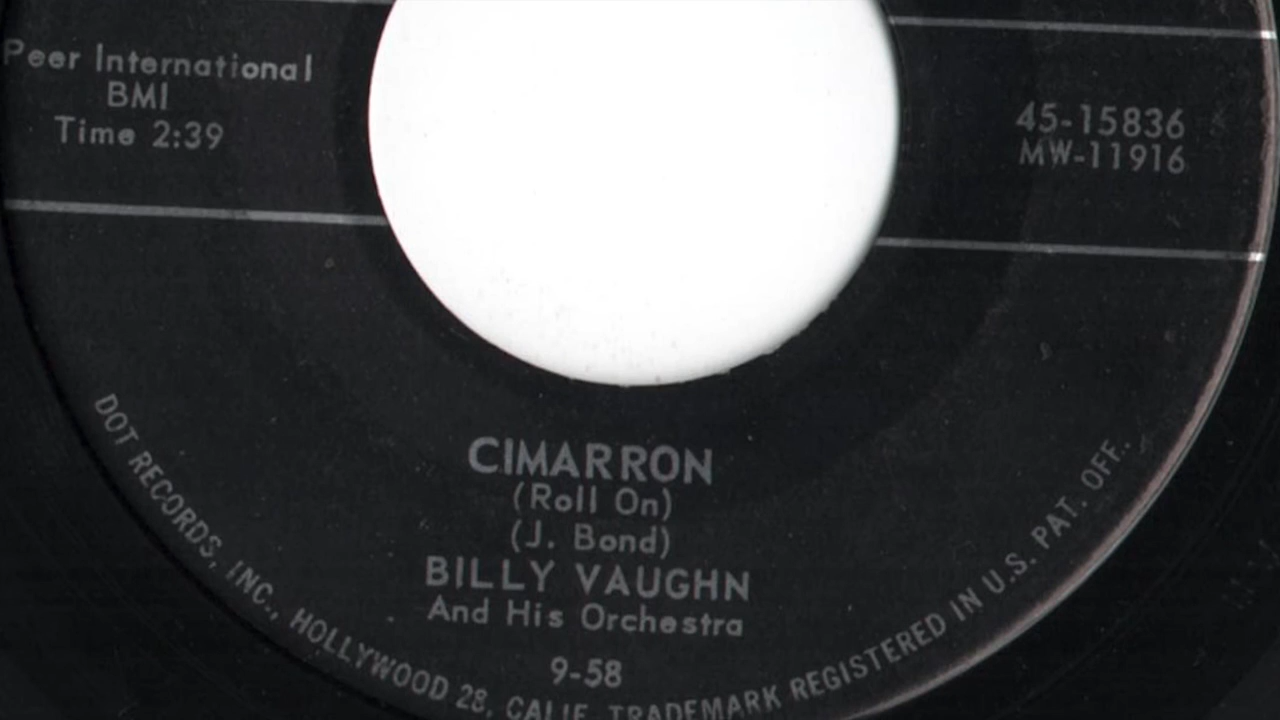 Peer International
BMI
Time 2:39
45-15836
MW-11916
CIMARRON
(Roll On)
(J. Bond)
BILLY VAUGHN
And His Orchestra
9-58
DOT RECORDS, INC., HOLLYWOOD 28, CALIF. TRADEMARK REGISTERED IN U.S. PAT. OFF.